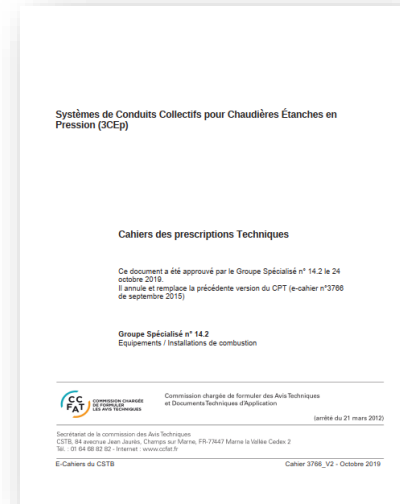 Systèmes de Conduits Collectifs pour Chaudières Étanches en
Pression (3CEp)
Cahiers des prescriptions Techniques
Ce document a été approuvé par le Groupe Spécialisé n° 14.2 le 24
octobre 2019.
Il annule et remplace la précédente version du CPT (e-cahier n°3766
de septembre 2015)
Groupe Spécialisé n° 14.2
Equipements / Installations de combustion
CC
FAT
COMMISSION CHARGÉE
DE FORMULER
LES AVIS TECHNIQUES
Commission chargée de formuler des Avis Techniques
et Documents Techniques d'Application
(arrêté du 21 mars 2012)
Secrétariat de la commission des Avis Techniques
CSTB, 84 avenue Jean Jaurès, Champs sur Marne, FR-77447 Marne la Vallée Cedex 2
Tél. : 01 64 68 82 82 - Internet : www.ccfat.fr
E-Cahiers du CSTB
Cahier 3766_V2 - Octobre 2019